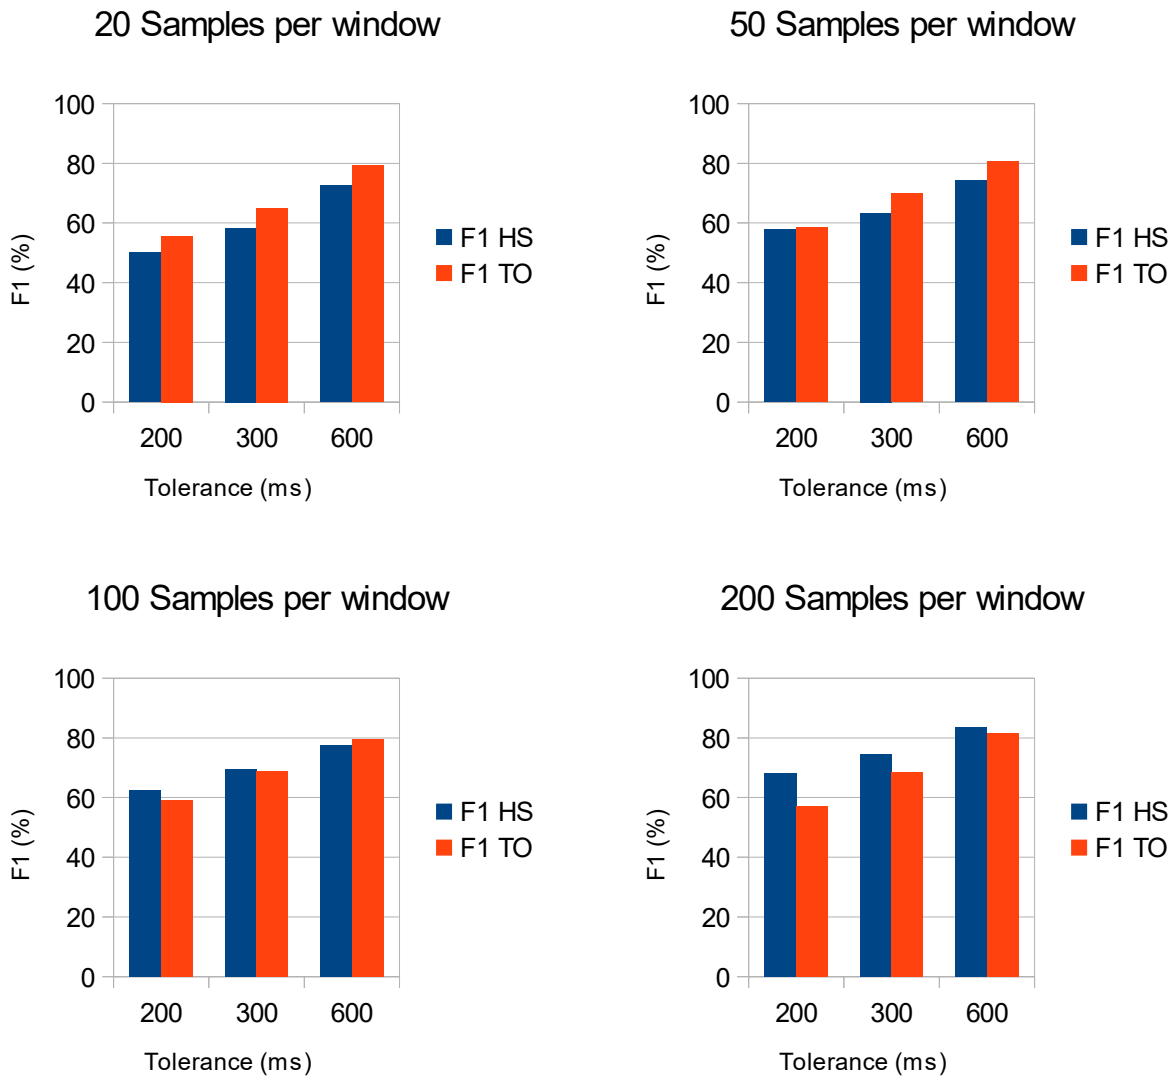 20 Samples per window
100
80
60
40
20
0
F1 (%)
200 300 600
Tolerance (ms)
F1 HS
F1 TO
50 Samples per window
100
80
60
40
20
0
F1 (%)
200 300 600
Tolerance (ms)
F1 HS
F1 TO
100 Samples per window
100
80
60
40
20
0
F1 (%)
200 300 600
Tolerance (ms)
F1 HS
F1 TO
200 Samples per window
100
80
60
40
20
0
F1 (%)
200 300 600
Tolerance (ms)
F1 HS
F1 TO